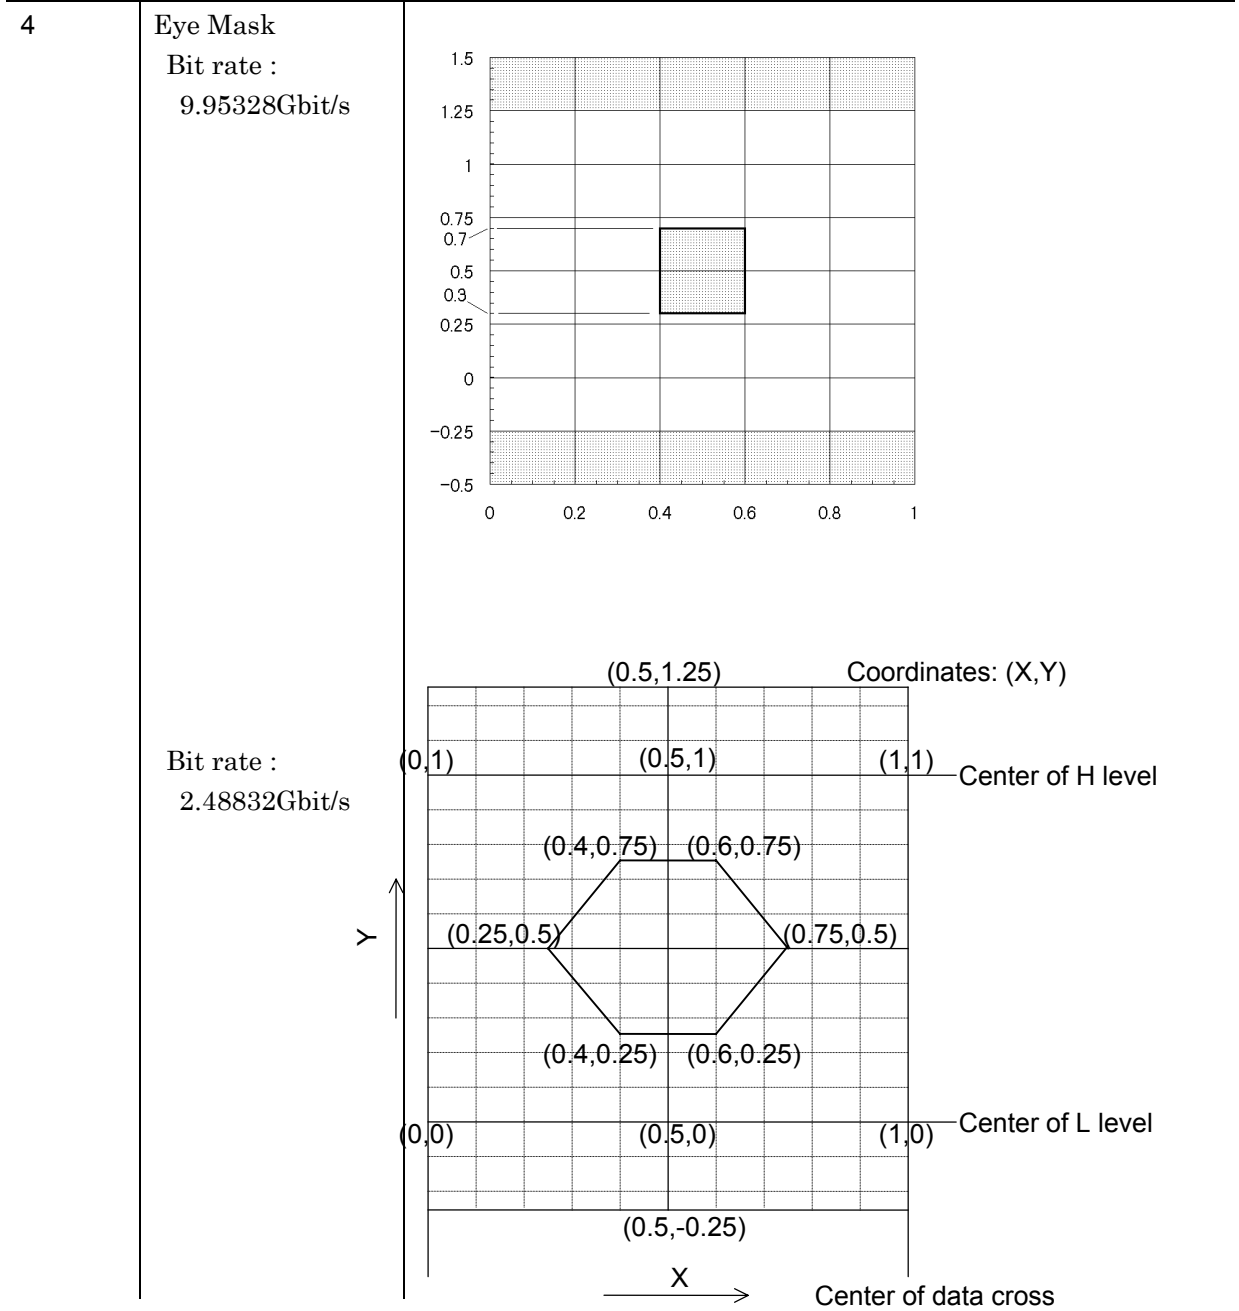 4
Eye Mask
Bit rate :
9.95328Gbit/s
1.5
1.25
1
0.75
0.7
0.5
0.3
0.25
0
-0.25
-0.5
0 0.2 0.4 0.6 0.8 1
Bit rate :
2.48832Gbit/s
(0.5,1.25) Coordinates: (X,Y)
(0,1) (0.5,1) (1,1)
Center of H level
(0.4,0.75) (0.6,0.75)
Y
(0.25,0.5) (0.75,0.5)
(0.4,0.25) (0.6,0.25)
Center of L level
(0,0) (0.5,0) (1,0)
(0.5,-0.25)
X
Center of data cross